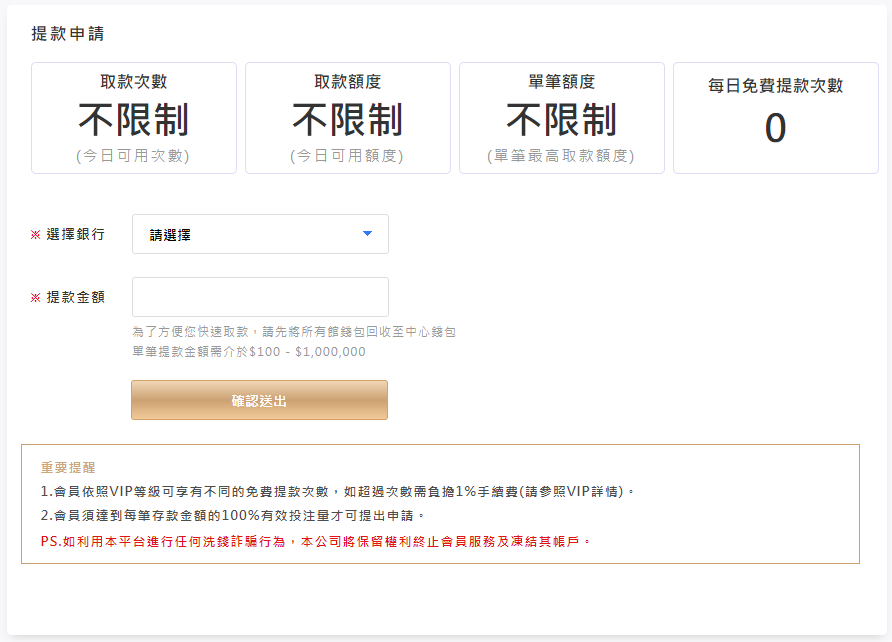 提款申請
取款次數
不限制
(今日可用次數)
取款額度
不限制
(今日可用額度)
單筆額度
不限制
(單筆最高取款額度)
每日免費提款次數
0
※ 選擇銀行
請選擇
※ 提款金額
為了方便您快速取款，請先將所有館錢包回收至中心錢包
單筆提款金額需介於$100 - $1,000,000
確認送出
重要提醒
1.會員依照VIP等級可享有不同的免費提款次數，如超過次數需負擔1%手續費(請參照VIP詳情)。
2.會員須達到每筆存款金額的100%有效投注量才可提出申請。
PS.如利用本平台進行任何洗錢詐騙行為，本公司將保留權利終止會員服務及凍結其帳戶。